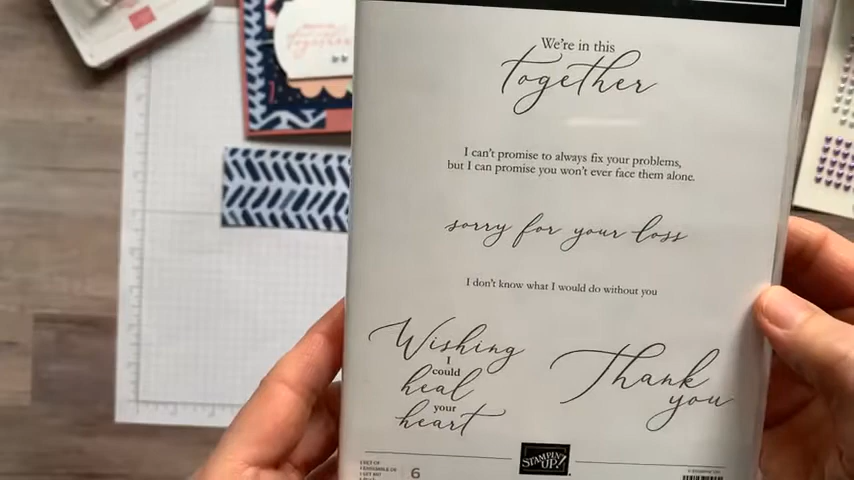 We're in this
together
I can't promise to always fix your problems,
but I can promise you won't ever face them alone.
sorry for your loss
I don't know what I would do without you
Wishing
I
could
heal
your
heart
Thank
you
STAMPIN' UP!
6
together